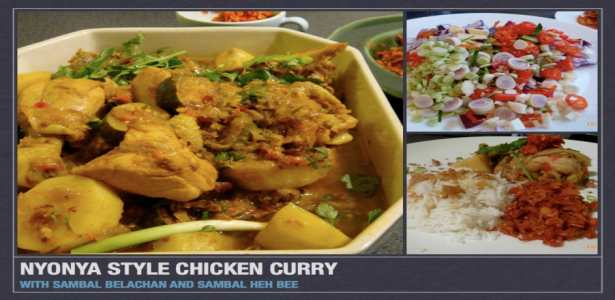 NYONYA STYLE CHICKEN CURRY
WITH SAMBAL BELACHAN AND SAMBAL HEH BEE